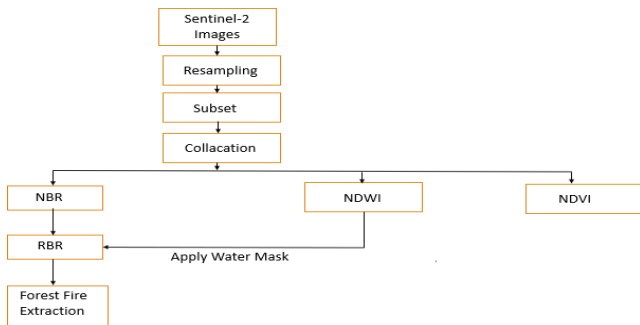 Sentinel-2
Images
Resampling
Subset
Collacation
NBR
NDWI
NDVI
RBR
Apply Water Mask
Forest Fire
Extraction